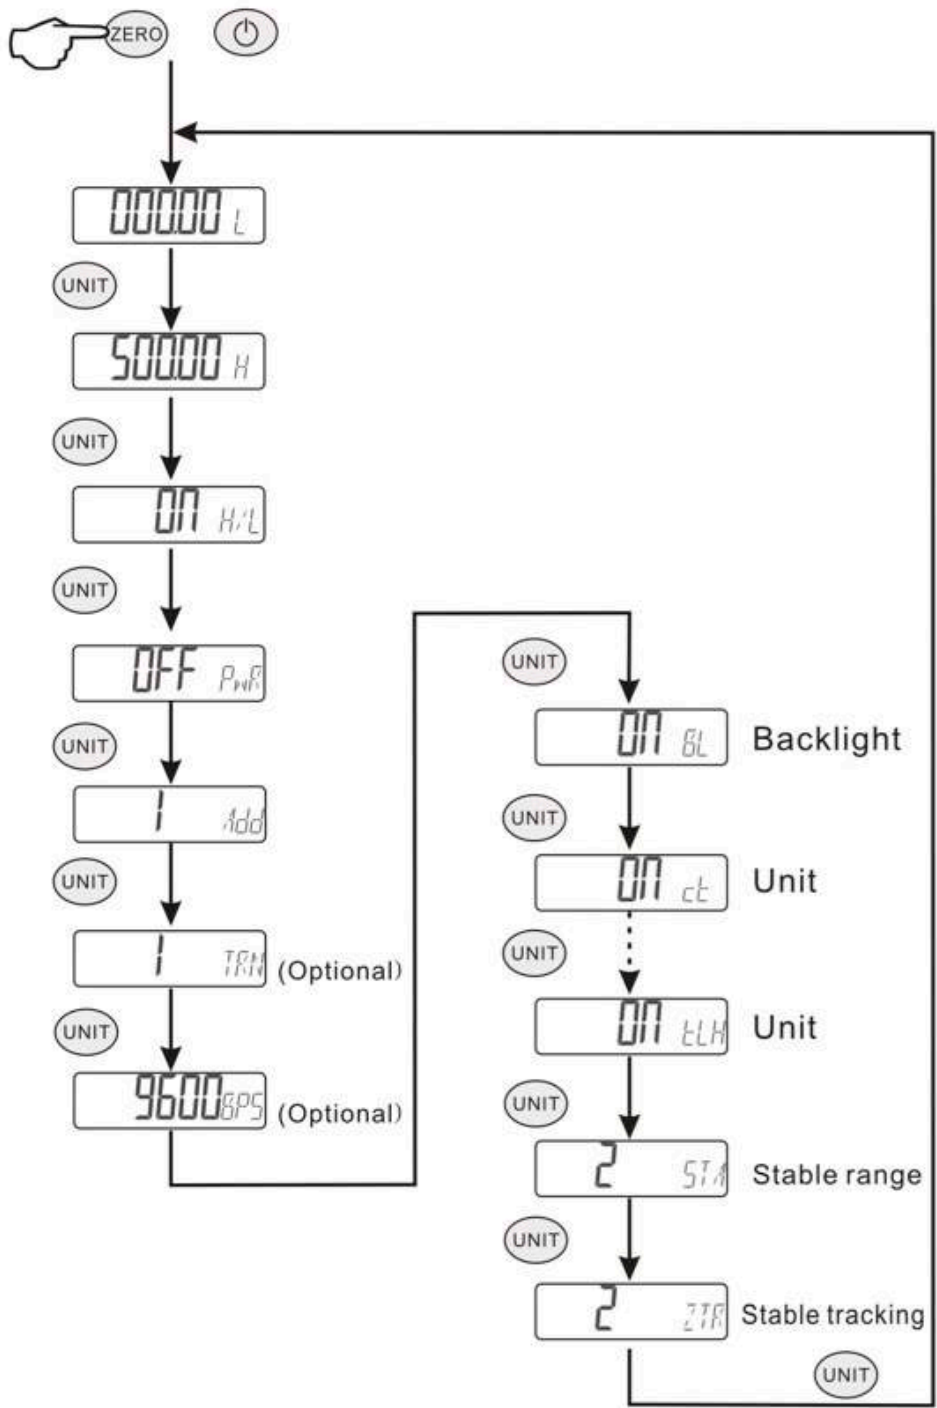 ZERO
000.00 L
UNIT
500.00 H
UNIT
ON H/L
UNIT
OFF PWR
UNIT
1 Add
UNIT
1 TRN (Optional)
UNIT
9600 BPS (Optional)
UNIT
ON BL Backlight
UNIT
ON ct Unit
UNIT
ON tLH Unit
UNIT
2 STA Stable range
UNIT
2 ZTR Stable tracking
UNIT